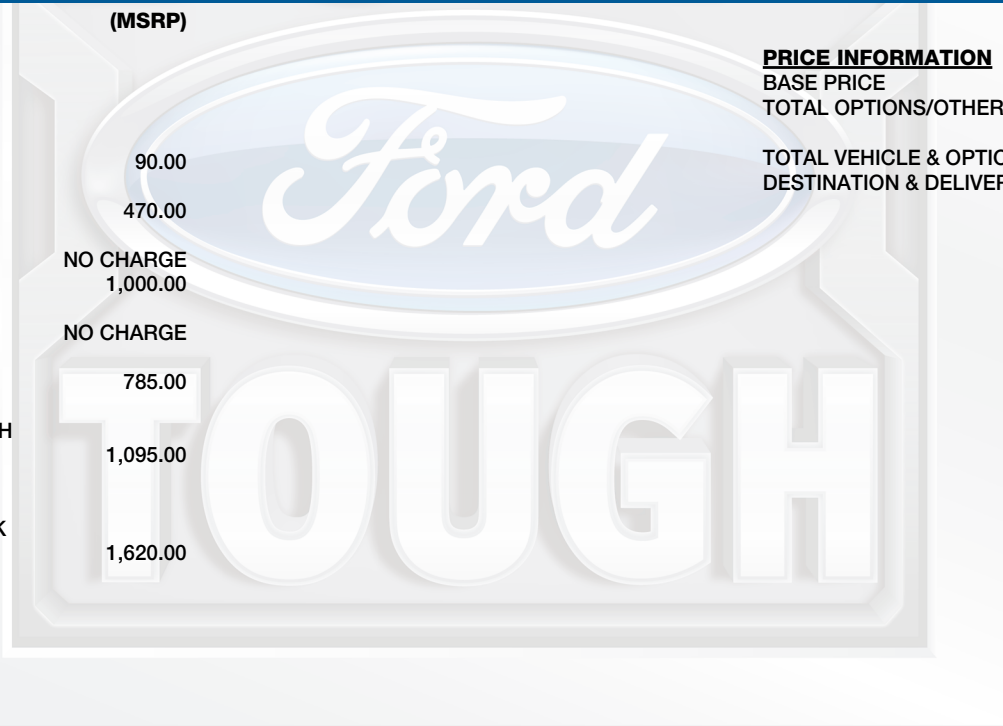 (MSRP)
90.00
470.00
NO CHARGE
1,000.00
NO CHARGE
785.00
H
1,095.00
K
1,620.00
PRICE INFORMATION
BASE PRICE
TOTAL OPTIONS/OTHER
TOTAL VEHICLE & OPTIO
DESTINATION & DELIVER
Ford
TOUGH